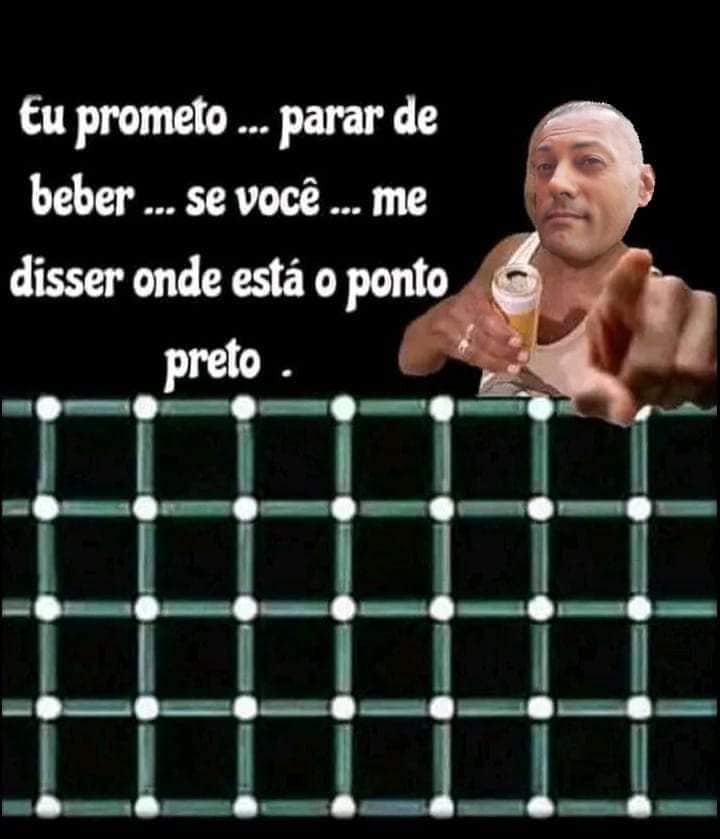 Eu prometo ... parar de
beber ... se você ... me
disser onde está o ponto
preto .